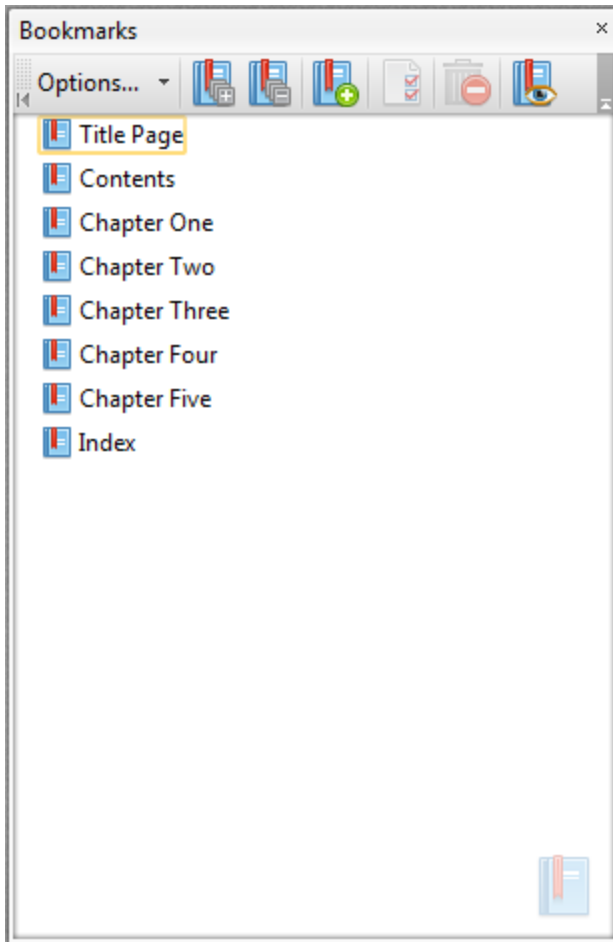 Bookmarks
Options...
Title Page
Contents
Chapter One
Chapter Two
Chapter Three
Chapter Four
Chapter Five
Index